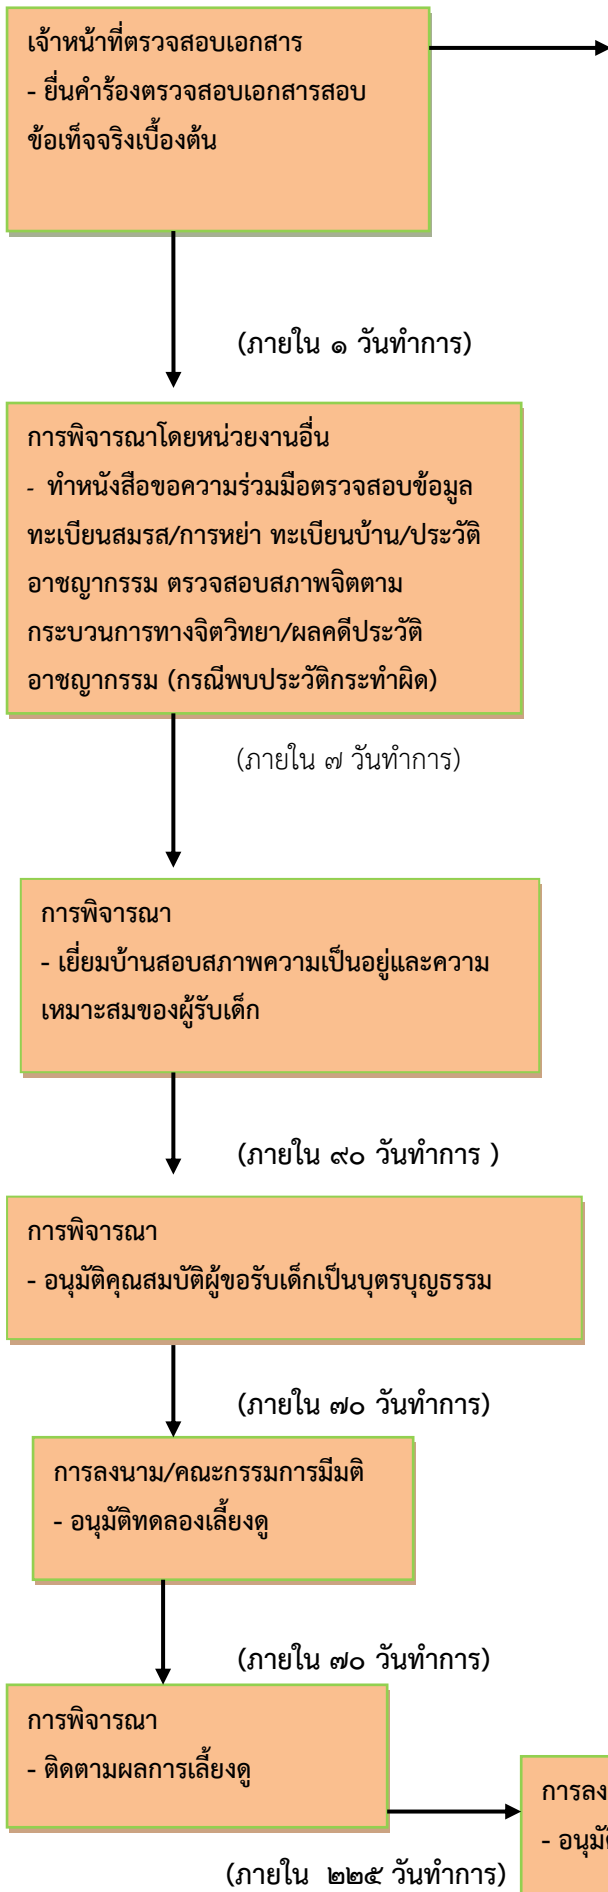 เจ้าหน้าที่ตรวจสอบเอกสาร
- ยื่นคำร้องตรวจสอบเอกสารสอบ
ข้อเท็จจริงเบื้องต้น
(ภายใน ๑ วันทำการ)
การพิจารณาโดยหน่วยงานอื่น
- ทำหนังสือขอความร่วมมือตรวจสอบข้อมูล
ทะเบียนสมรส/การหย่า ทะเบียนบ้าน/ประวัติ
อาชญากรรม ตรวจสอบสภาพจิตตาม
กระบวนการทางจิตวิทยา/ผลคดีประวัติ
อาชญากรรม (กรณีพบประวัติกระทำผิด)
(ภายใน ๗ วันทำการ)
การพิจารณา
- เยี่ยมบ้านสอบสภาพความเป็นอยู่และความ
เหมาะสมของผู้รับเด็ก
(ภายใน ๙๐ วันทำการ )
การพิจารณา
- อนุมัติคุณสมบัติผู้ขอรับเด็กเป็นบุตรบุญธรรม
(ภายใน ๗๐ วันทำการ)
การลงนาม/คณะกรรมการมีมติ
- อนุมัติทดลองเลี้ยงดู
(ภายใน ๗๐ วันทำการ)
การพิจารณา
- ติดตามผลการเลี้ยงดู
การลง
- อนุมั
(ภายใน ๒๒๕ วันทำการ)